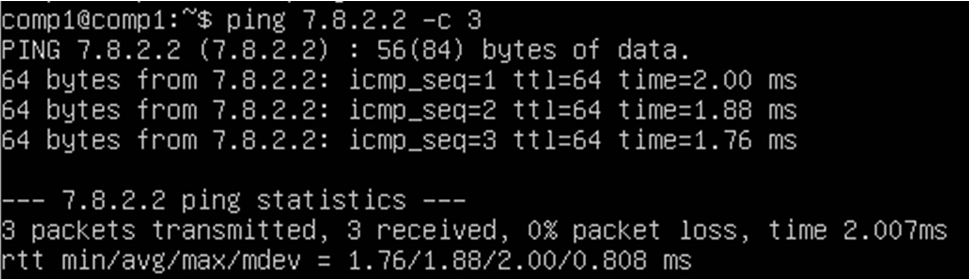 comp1@comp1:~$ ping 7.8.2.2 -c 3
PING 7.8.2.2 (7.8.2.2) : 56(84) bytes of data.
64 bytes from 7.8.2.2: icmp_seq=1 ttl=64 time=2.00 ms
64 bytes from 7.8.2.2: icmp_seq=2 ttl=64 time=1.88 ms
64 bytes from 7.8.2.2: icmp_seq=3 ttl=64 time=1.76 ms
--- 7.8.2.2 ping statistics ---
3 packets transmitted, 3 received, 0% packet loss, time 2.007ms
rtt min/avg/max/mdev = 1.76/1.88/2.00/0.808 ms